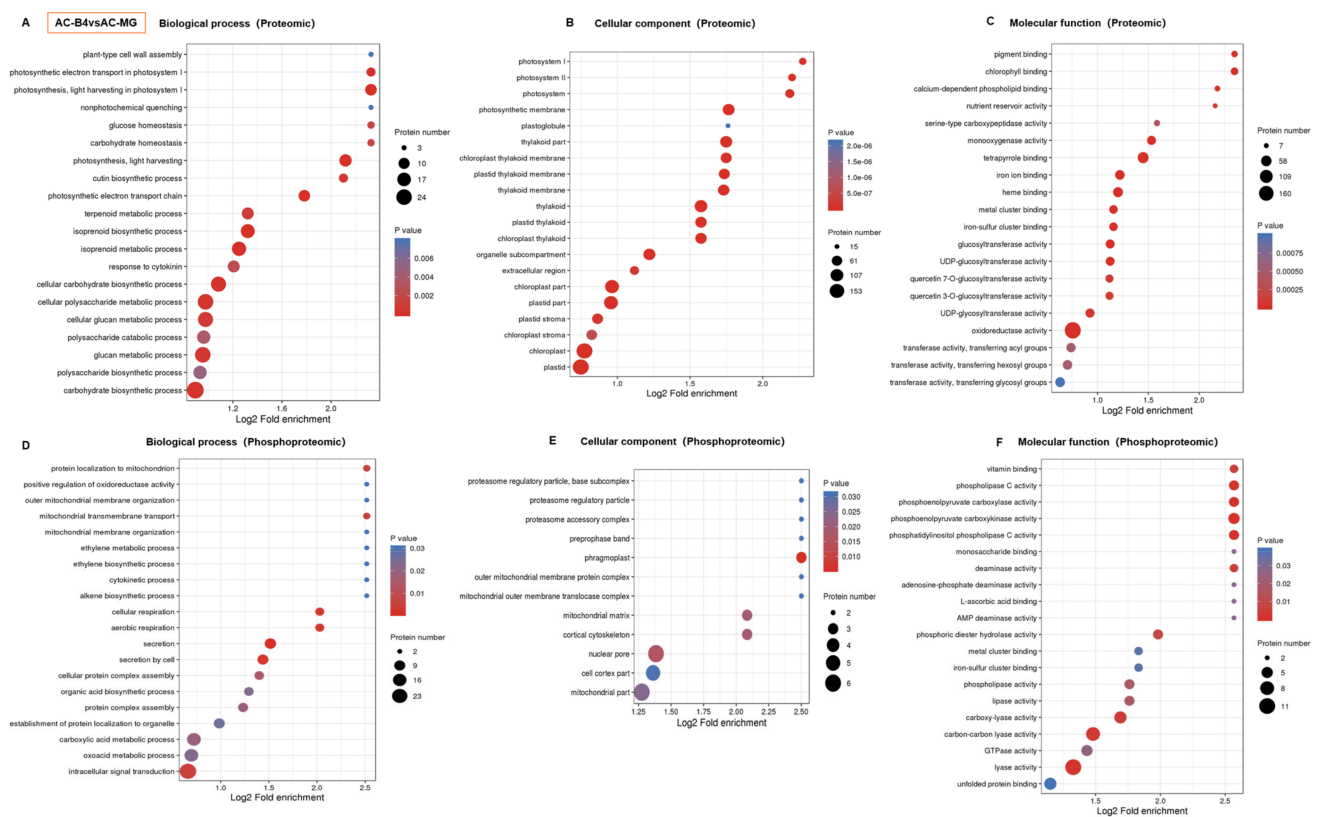 A
AC-B4vsAC-MG
Biological process (Proteomic)
plant-type cell wall assembly
photosynthetic electron transport in photosystem I
photosynthesis, light harvesting in photosystem I
nonphotochemical quenching
glucose homeostasis
carbohydrate homeostasis
photosynthesis, light harvesting
cutin biosynthetic process
photosynthetic electron transport chain
terpenoid metabolic process
isoprenoid biosynthetic process
isoprenoid metabolic process
response to cytokinin
cellular carbohydrate biosynthetic process
cellular polysaccharide metabolic process
cellular glucan metabolic process
polysaccharide catabolic process
glucan metabolic process
polysaccharide biosynthetic process
carbohydrate biosynthetic process
1.2 1.6 2.0
Log2 Fold enrichment
Protein number
3
10
17
24
P value
0.006
0.004
0.002
B
Cellular component (Proteomic)
photosystem I
photosystem II
photosystem
photosynthetic membrane
plastoglobule
thylakoid part
chloroplast thylakoid membrane
plastid thylakoid membrane
thylakoid membrane
thylakoid
plastid thylakoid
chloroplast thylakoid
organelle subcompartment
extracellular region
chloroplast part
plastid part
plastid stroma
chloroplast stroma
chloroplast
plastid
1.0 1.5 2.0
Log2 Fold enrichment
P value
2.0e-06
1.5e-06
1.0e-06
5.0e-07
Protein number
15
61
107
153
C
Molecular function (Proteomic)
pigment binding
chlorophyll binding
calcium-dependent phospholipid binding
nutrient reservoir activity
serine-type carboxypeptidase activity
monooxygenase activity
tetrapyrrole binding
iron ion binding
heme binding
metal cluster binding
iron-sulfur cluster binding
glucosyltransferase activity
UDP-glucosyltransferase activity
quercetin 7-O-glucosyltransferase activity
quercetin 3-O-glucosyltransferase activity
UDP-glycosyltransferase activity
oxidoreductase activity
transferase activity, transferring acyl groups
transferase activity, transferring hexosyl groups
transferase activity, transferring glycosyl groups
1.0 1.5 2.0
Log2 Fold enrichment
Protein number
7
58
109
160
P value
0.00075
0.00050
0.00025
D
Biological process (Phosphoproteomic)
protein localization to mitochondrion
positive regulation of oxidoreductase activity
outer mitochondrial membrane organization
mitochondrial transmembrane transport
mitochondrial membrane organization
ethylene metabolic process
ethylene biosynthetic process
cytokinetic process
alkene biosynthetic process
cellular respiration
aerobic respiration
secretion
secretion by cell
cellular protein complex assembly
organic acid biosynthetic process
protein complex assembly
establishment of protein localization to organelle
carboxylic acid metabolic process
oxoacid metabolic process
intracellular signal transduction
1.0 1.5 2.0 2.5
Log2 Fold enrichment
P value
0.03
0.02
0.01
Protein number
2
9
16
23
E
Cellular component (Phosphoproteomic)
proteasome regulatory particle, base subcomplex
proteasome regulatory particle
proteasome accessory complex
preprophase band
phragmoplast
outer mitochondrial membrane protein complex
mitochondrial outer membrane translocase complex
mitochondrial matrix
cortical cytoskeleton
nuclear pore
cell cortex part
mitochondrial part
1.25 1.50 1.75 2.00 2.25 2.50
Log2 Fold enrichment
P value
0.030
0.025
0.020
0.015
0.010
Protein number
2
3
4
5
6
F
Molecular function (Phosphoproteomic)
vitamin binding
phospholipase C activity
phosphoenolpyruvate carboxylase activity
phosphoenolpyruvate carboxykinase activity
phosphatidylinositol phospholipase C activity
monosaccharide binding
deaminase activity
adenosine-phosphate deaminase activity
L-ascorbic acid binding
AMP deaminase activity
phosphoric diester hydrolase activity
metal cluster binding
iron-sulfur cluster binding
phospholipase activity
lipase activity
carboxy-lyase activity
carbon-carbon lyase activity
GTPase activity
lyase activity
unfolded protein binding
1.5 2.0 2.5
Log2 Fold enrichment
P value
0.03
0.02
0.01
Protein number
2
5
8
11